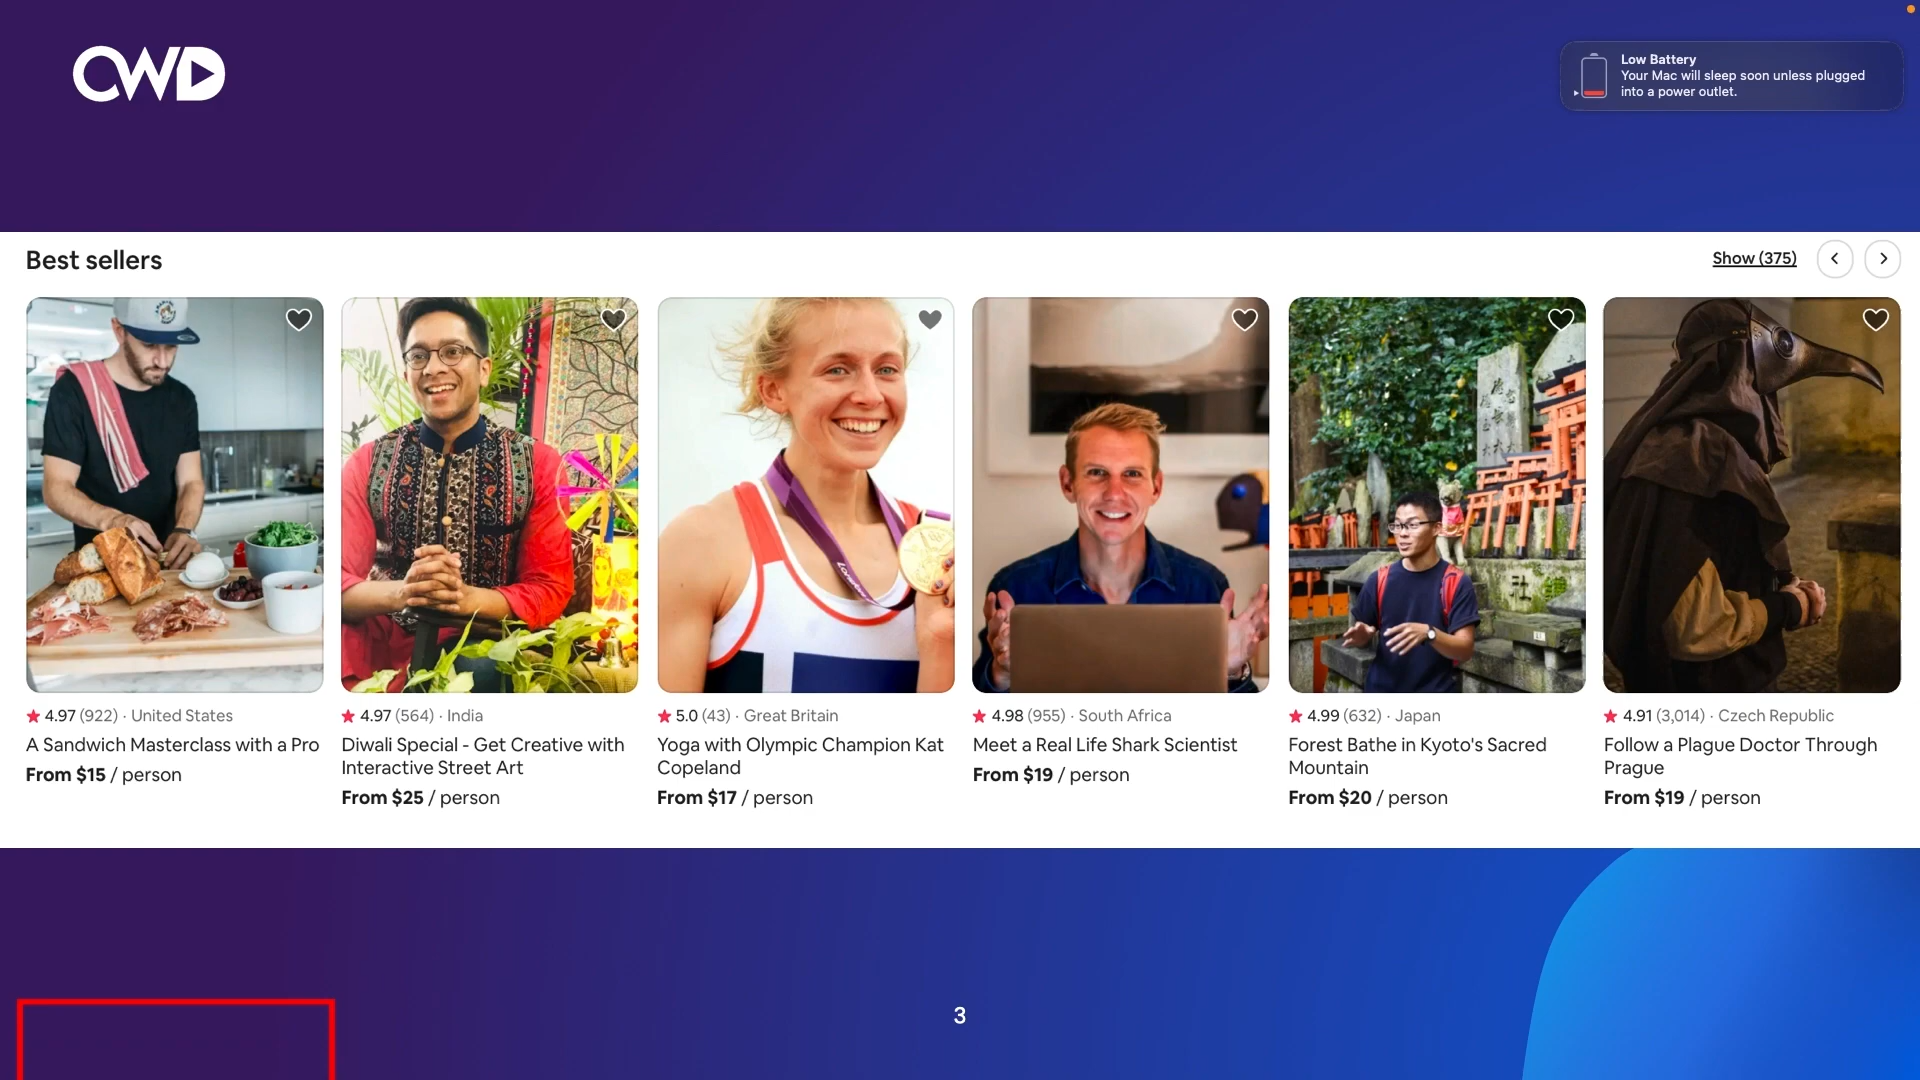 CWD
Low Battery
Your Mac will sleep soon unless plugged
into a power outlet.
Best sellers
Show (375)
4.97 (922) · United States
A Sandwich Masterclass with a Pro
From $15 / person
4.97 (564) · India
Diwali Special - Get Creative with
Interactive Street Art
From $25 / person
5.0 (43) · Great Britain
Yoga with Olympic Champion Kat
Copeland
From $17 / person
4.98 (955) · South Africa
Meet a Real Life Shark Scientist
From $19 / person
4.99 (632) · Japan
Forest Bathe in Kyoto's Sacred
Mountain
From $20 / person
4.91 (3,014) · Czech Republic
Follow a Plague Doctor Through
Prague
From $19 / person
3